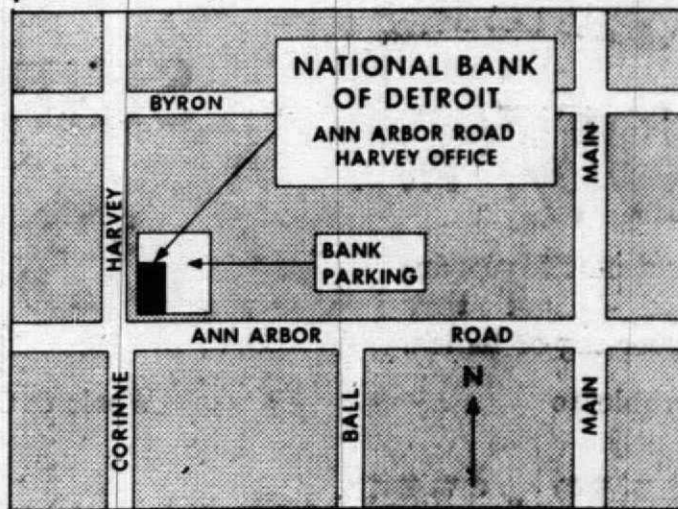 NATIONAL BANK
OF DETROIT
ANN ARBOR ROAD
HARVEY OFFICE
BYRON
MAIN
HARVEY
BANK
PARKING
ANN ARBOR ROAD
N
CORINNE
BALL
MAIN